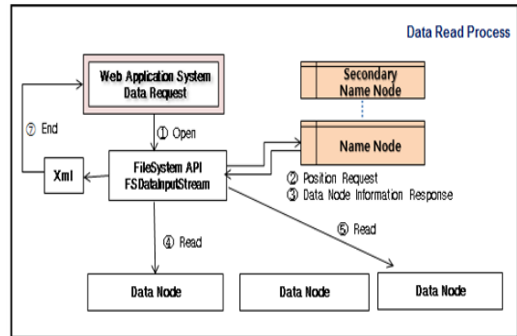 Data Read Process
Web Application System
Data Request
Secondary
Name Node
⑦ End
① Open
Name Node
Xml
FileSystem API
FSDataInputStream
② Position Request
③ Data Node Information Response
④ Read
⑤ Read
Data Node
Data Node
Data Node